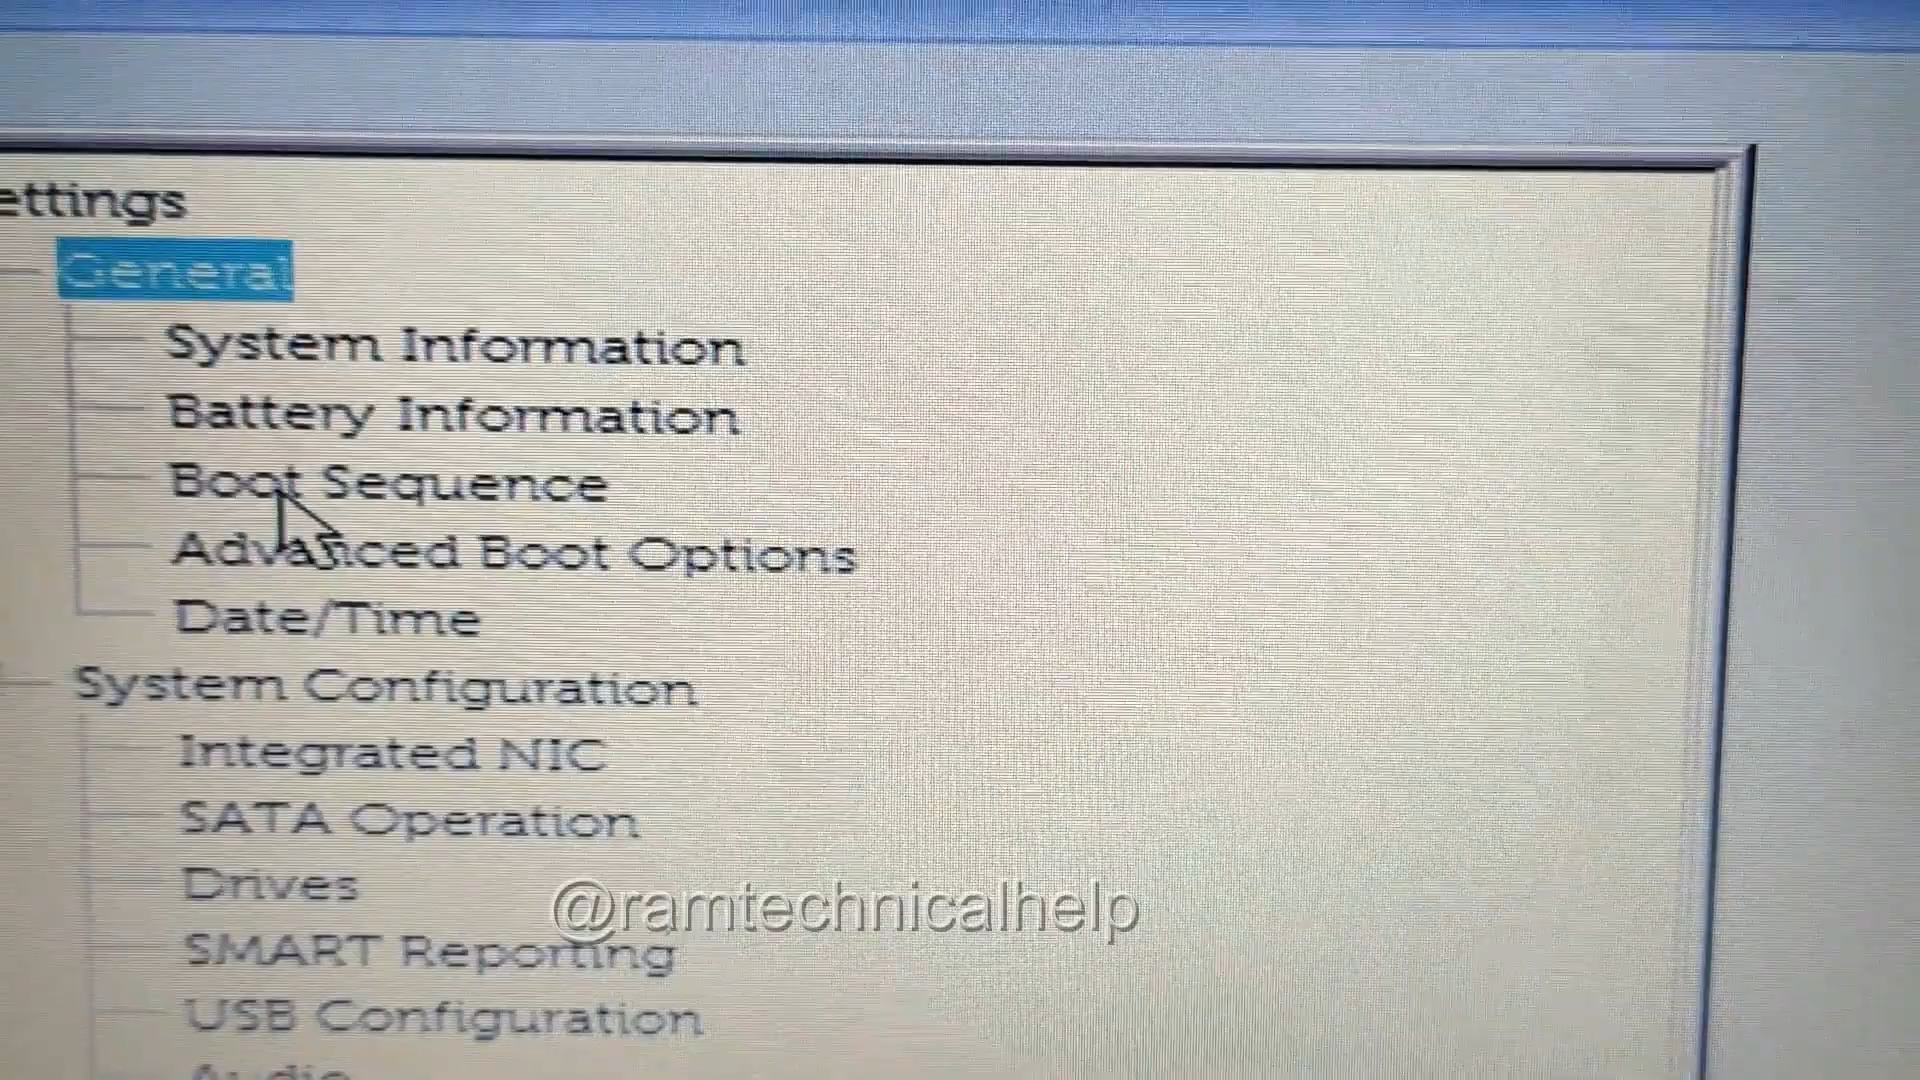 ettings
General
System Information
Battery Information
Boot Sequence
Advanced Boot Options
Date/Time
System Configuration
Integrated NIC
SATA Operation
Drives
@ramtechnicalhelp
SMART Reporting
USB Configuration
Audio